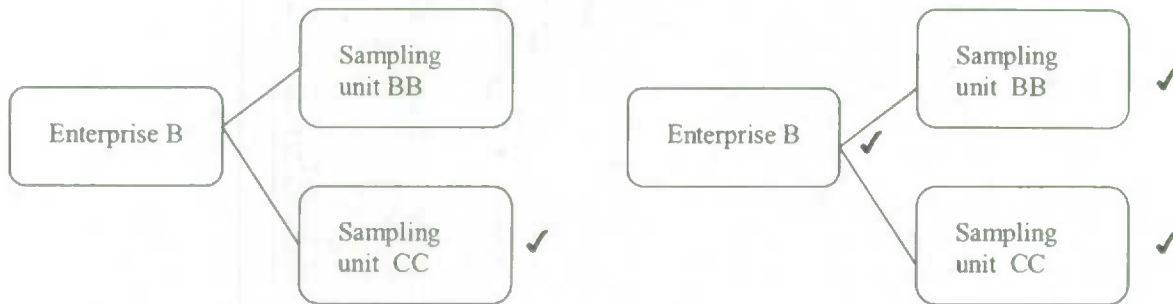 Enterprise B
Sampling
unit BB
Sampling
unit CC
Enterprise B
Sampling
unit BB
Sampling
unit CC